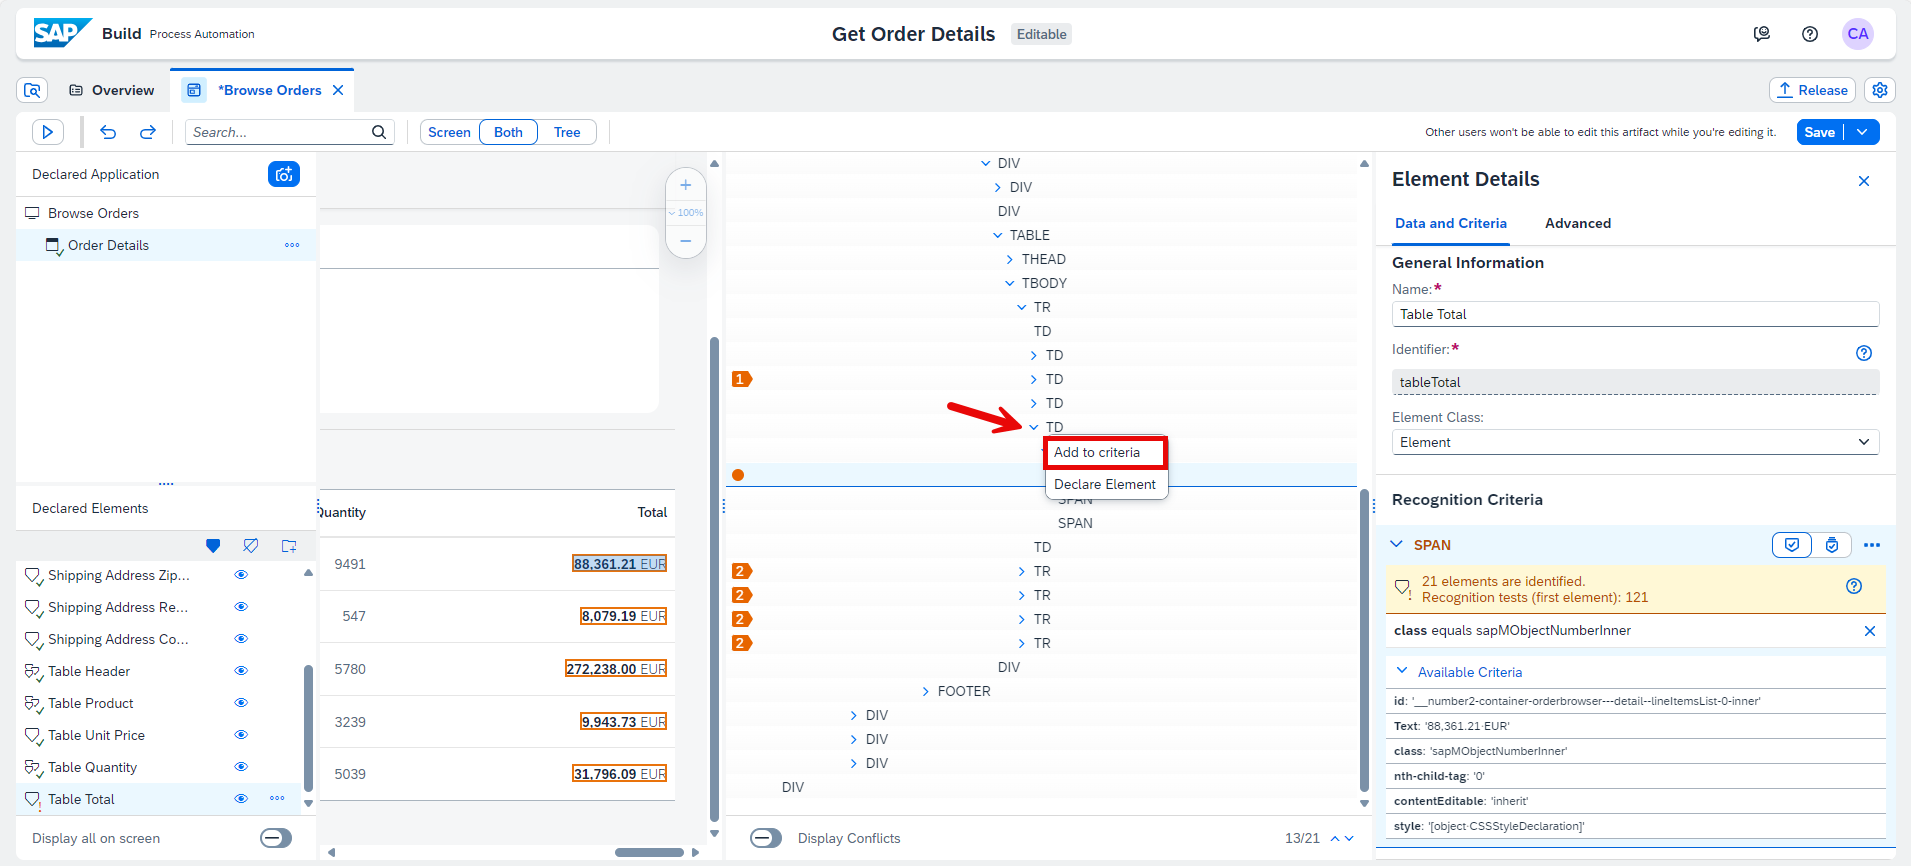 SAP Build Process Automation
Get Order Details Editable
CA
Overview
*Browse Orders
Release
Search...
Screen Both Tree
Other users won't be able to edit this artifact while you're editing it.
Save
Declared Application
Browse Orders
Order Details
Declared Elements
Shipping Address Zip...
Shipping Address Re...
Shipping Address Co...
Table Header
Table Product
Table Unit Price
Table Quantity
Table Total
Display all on screen
100%
Quantity Total
9491 88,361.21 EUR
547 8,079.19 EUR
5780 272,238.00 EUR
3239 9,943.73 EUR
5039 31,796.09 EUR
DIV
DIV
DIV
TABLE
THEAD
TBODY
TR
TD
TD
1 TD
TD
TD
Add to criteria
Declare Element
SPAN
SPAN
TD
2 TR
2 TR
2 TR
2 TR
DIV
FOOTER
DIV
DIV
DIV
DIV
Display Conflicts
13/21
Element Details
Data and Criteria Advanced
General Information
Name:*
Table Total
Identifier:*
tableTotal
Element Class:
Element
Recognition Criteria
SPAN
21 elements are identified.
Recognition tests (first element): 121
class equals sapMObjectNumberInner
Available Criteria
id: '__number2-container-orderbrowser---detail--lineItemsList-0-inner'
Text: '88,361.21·EUR'
class: 'sapMObjectNumberInner'
nth-child-tag: '0'
contentEditable: 'inherit'
style: '[object·CSSStyleDeclaration]'